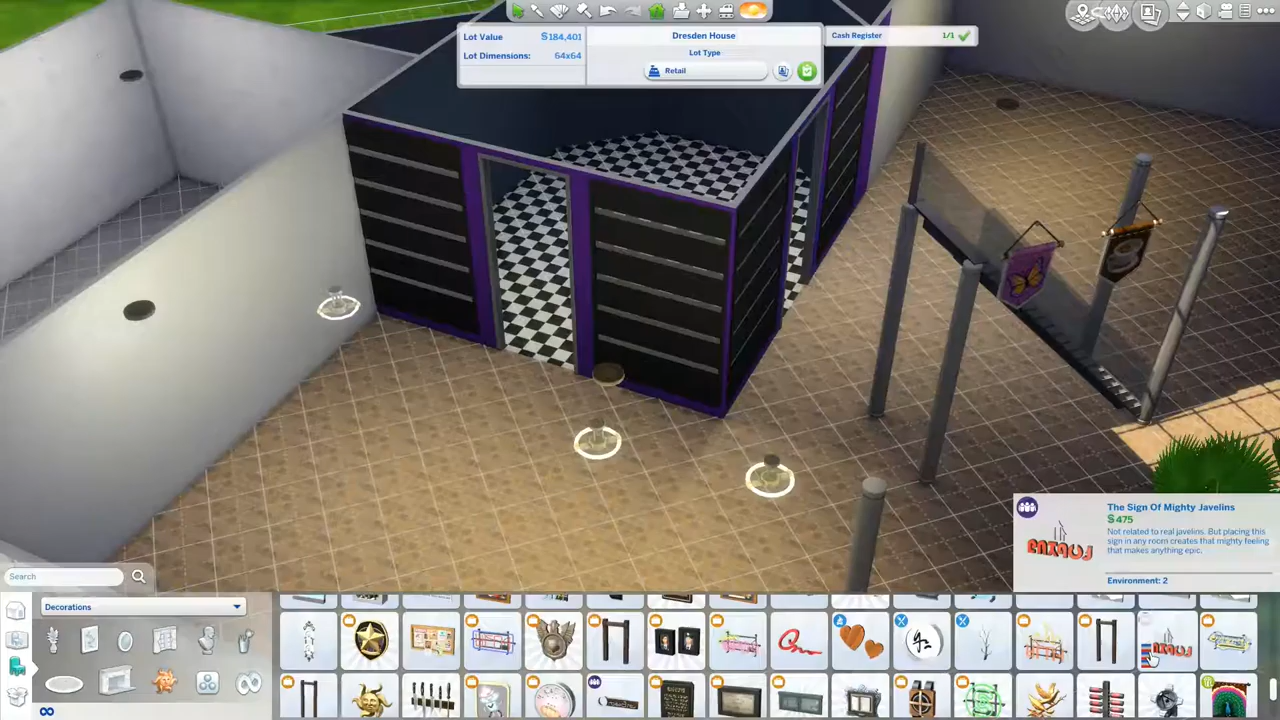 Lot Value $184,401
Lot Dimensions: 64x64
Dresden House
Lot Type
Retail
Cash Register 1/1
The Sign Of Mighty Javelins
$475
Not related to real javelins. But placing this
sign in any room creates that mighty feeling
that makes anything epic.
Environment: 2
Search
Decorations